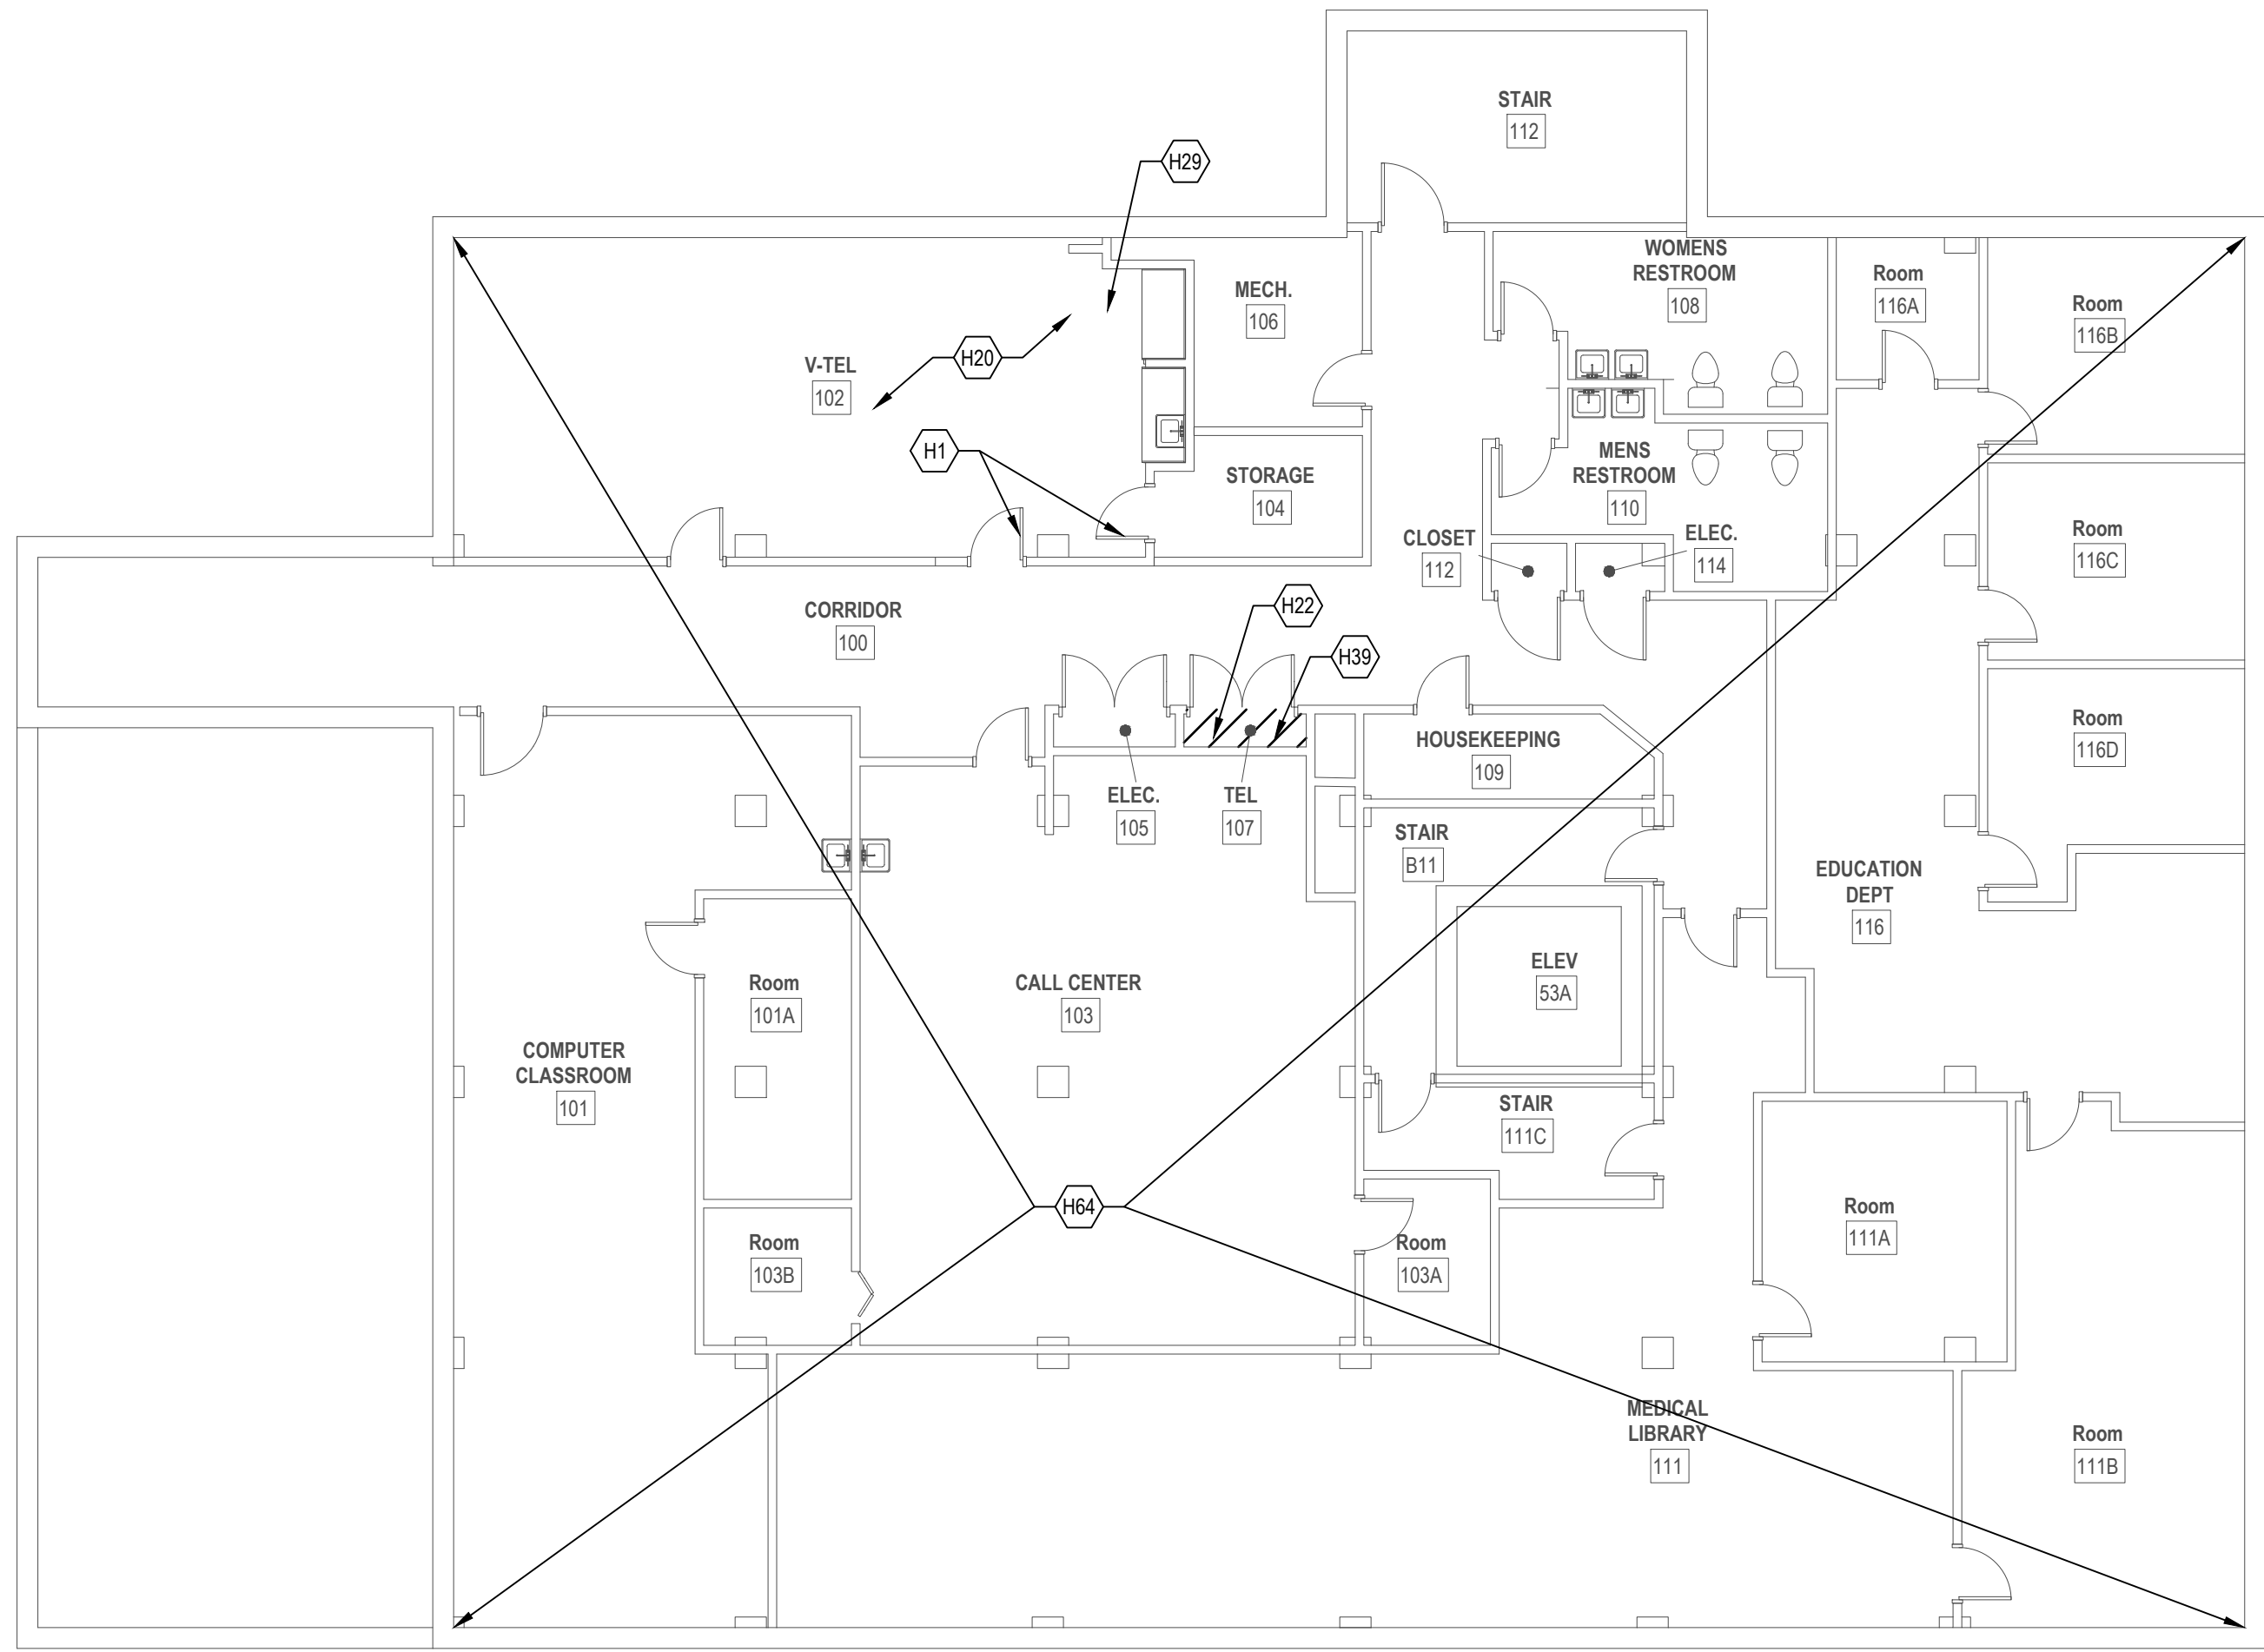 STAIR
112
H29
WOMENS
RESTROOM
108
Room
116A
MECH.
106
Room
116B
H20
V-TEL
102
H1
MENS
RESTROOM
110
STORAGE
104
CLOSET
112
ELEC.
114
Room
116C
CORRIDOR
100
H22
H39
Room
116D
HOUSEKEEPING
109
ELEC.
105
TEL
107
STAIR
B11
EDUCATION
DEPT
116
ELEV
53A
Room
101A
CALL CENTER
103
COMPUTER
CLASSROOM
101
STAIR
111C
H64
Room
111A
Room
103B
Room
103A
MEDICAL
LIBRARY
111
Room
111B